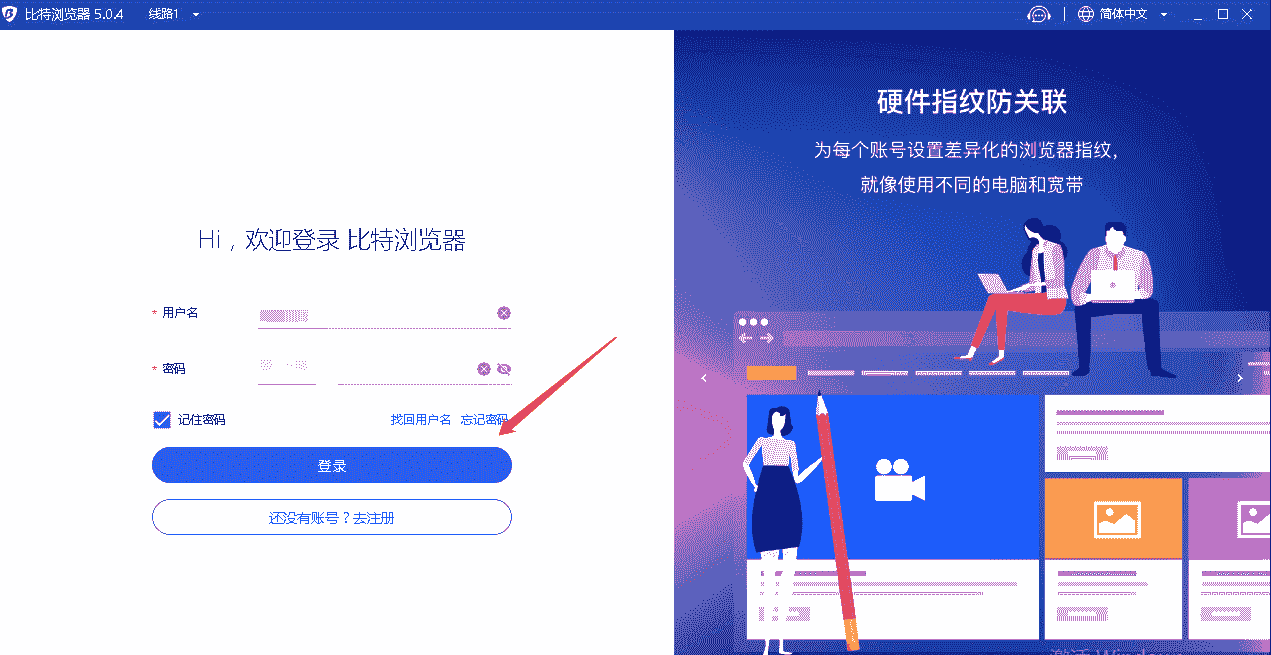 比特浏览器 5.0.4 线路1 简体中文
硬件指纹防关联
为每个账号设置差异化的浏览器指纹,
就像使用不同的电脑和宽带
Hi，欢迎登录 比特浏览器
* 用户名
* 密码
记住密码 找回用户名 忘记密码
登录
还没有账号？去注册
激活 Windows